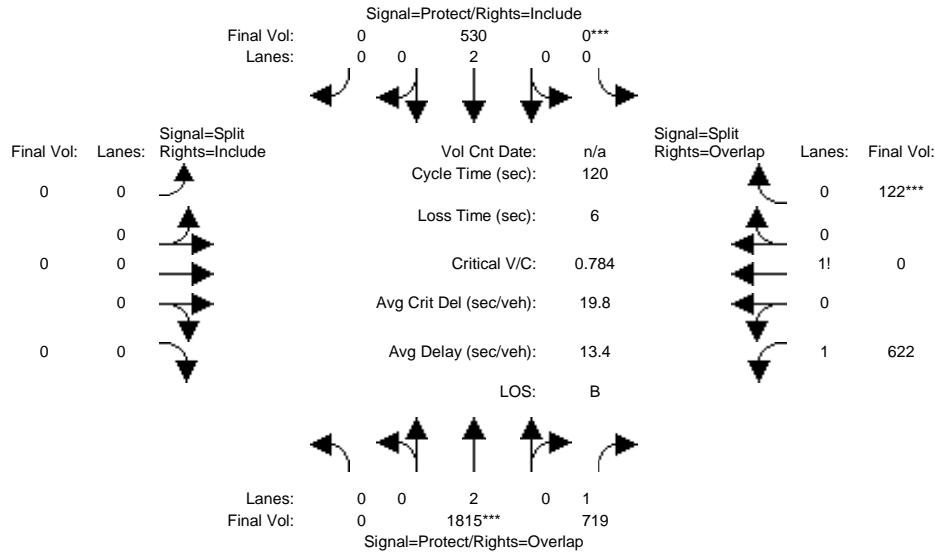 Signal=Protect/Rights=Include
Final Vol: 0 530 0***
Lanes: 0 0 2 0 0
Signal=Split
Final Vol: Lanes: Rights=Include
Vol Cnt Date: n/a
Signal=Split
Rights=Overlap Lanes: Final Vol:
Cycle Time (sec): 120
0 0
0 122***
Loss Time (sec): 6
0
0
0 0
Critical V/C: 0.784
1! 0
0
Avg Crit Del (sec/veh): 19.8
0
0 0
Avg Delay (sec/veh): 13.4
1 622
LOS: B
Lanes: 0 0 2 0 1
Final Vol: 0 1815*** 719
Signal=Protect/Rights=Overlap